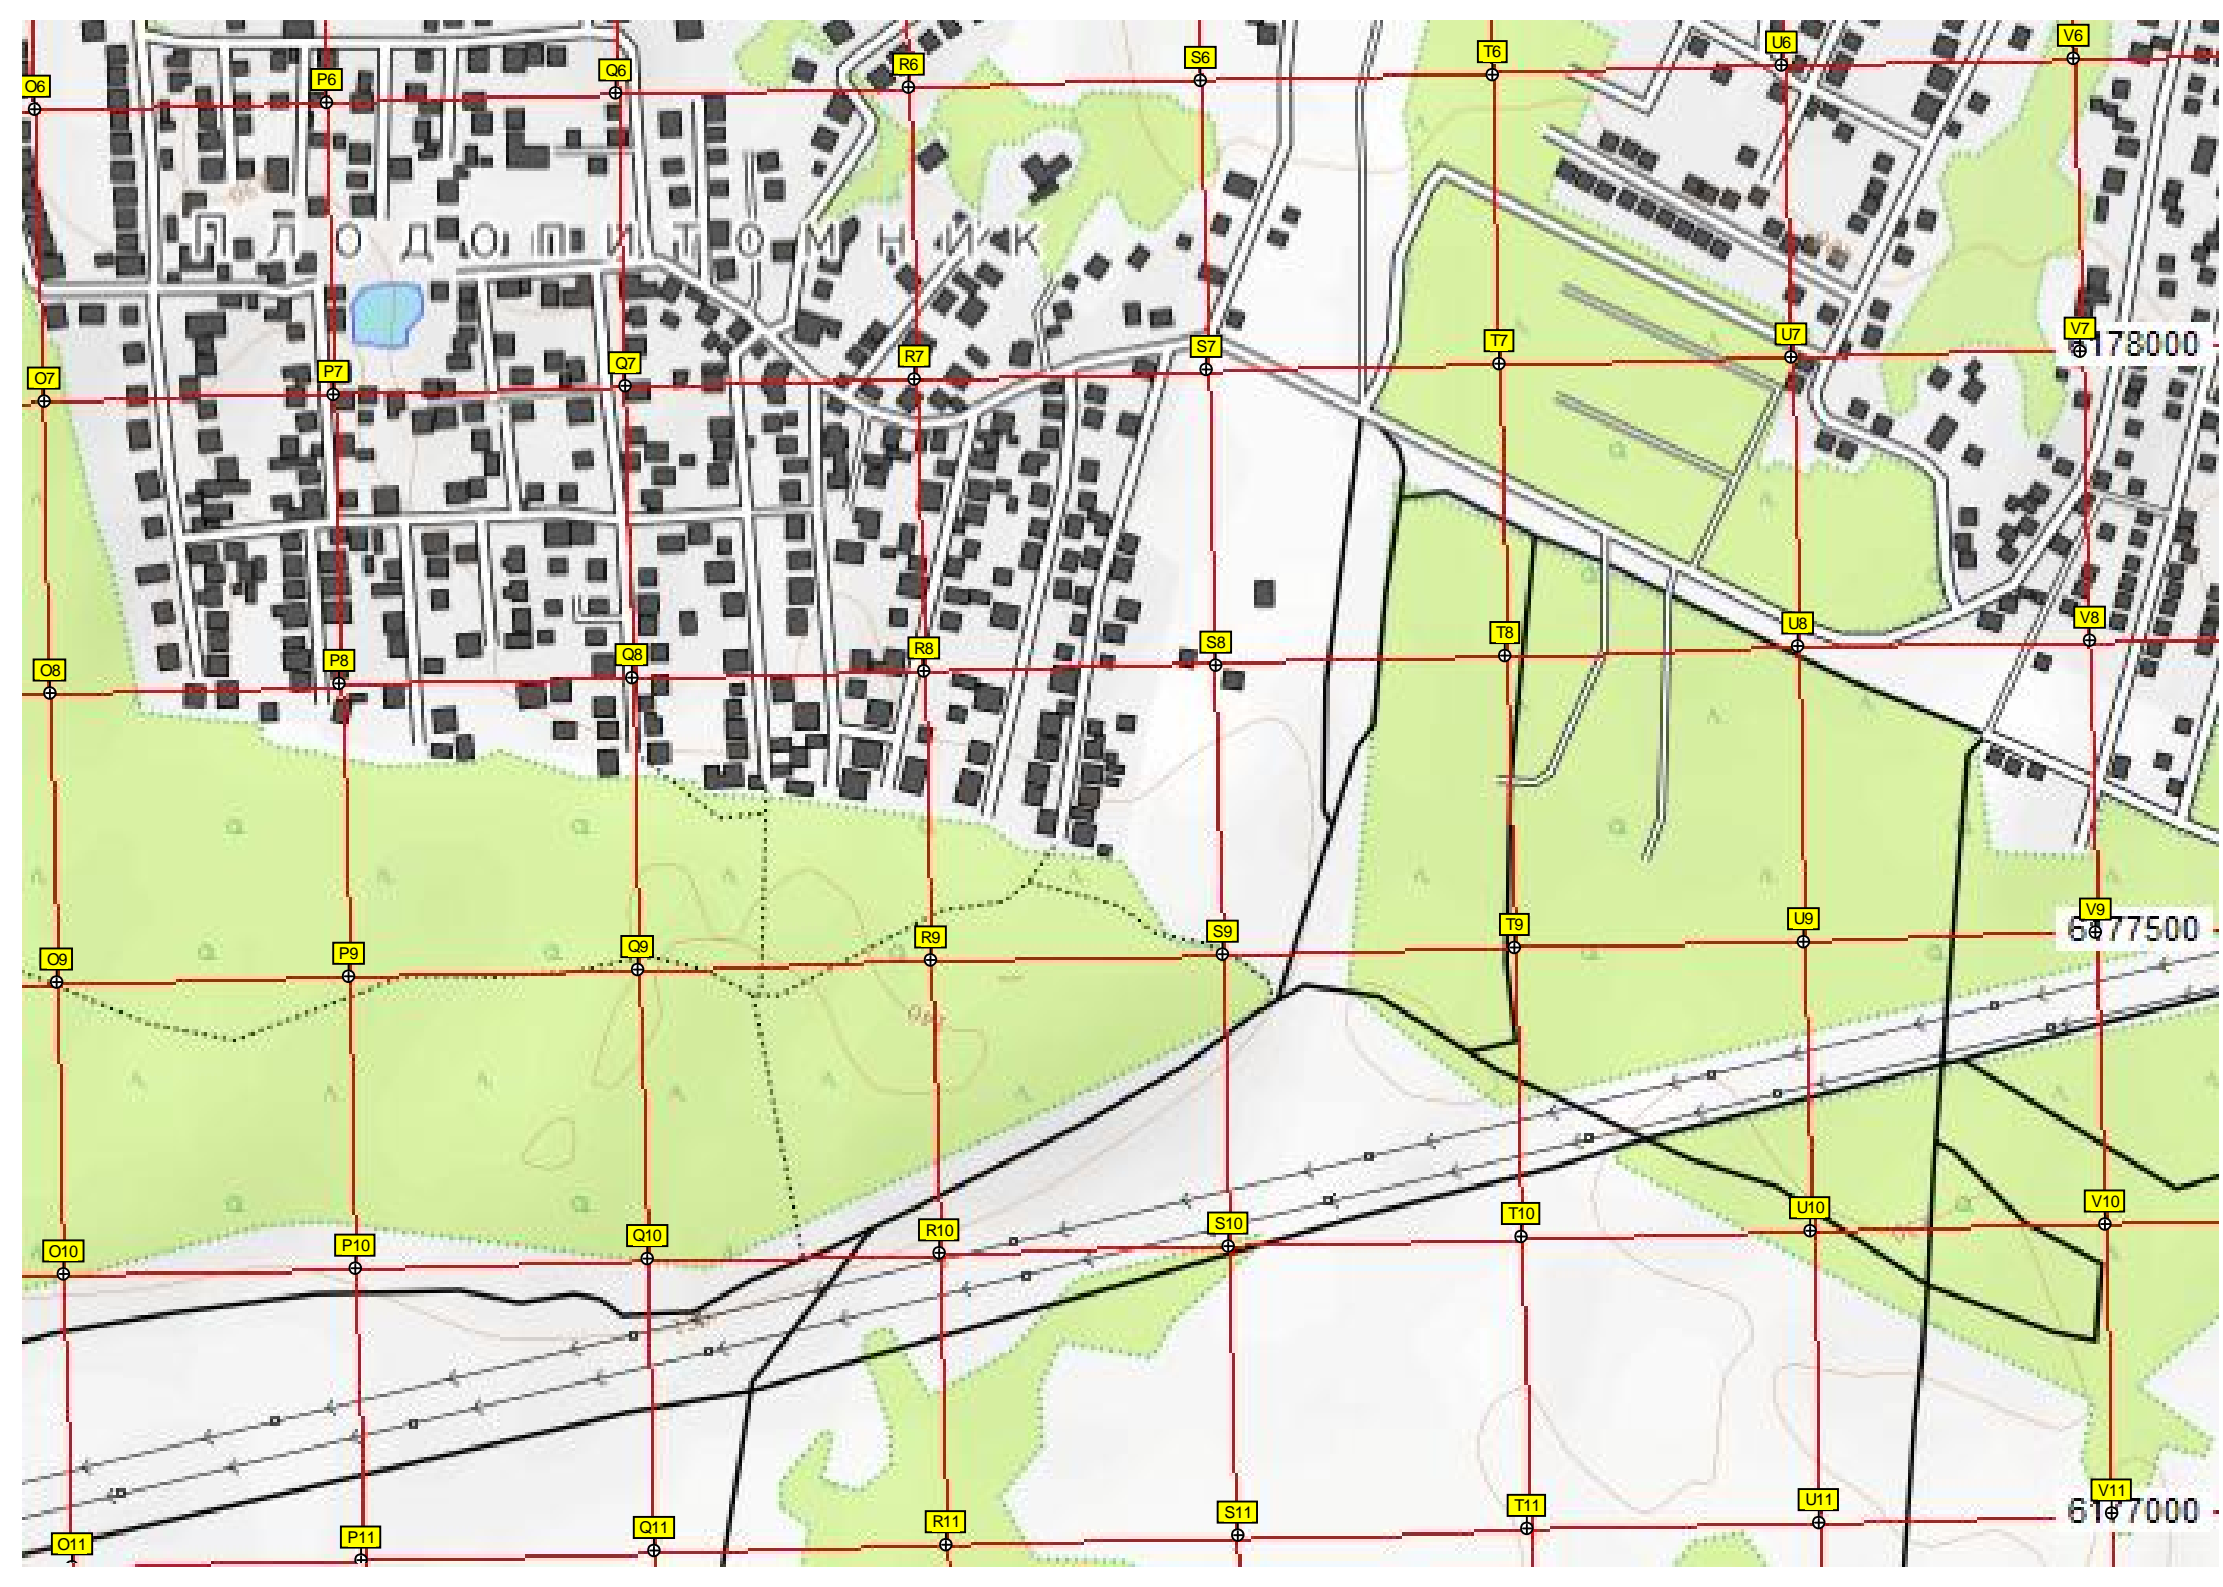 O6 P6 Q6 R6 S6 T6 U6 V6
ПЛОДОПИТОМНИК
O7 P7 Q7 R7 S7 T7 U7 V7
178000
O8 P8 Q8 R8 S8 T8 U8 V8
O9 P9 Q9 R9 S9 T9 U9 V9
6177500
O10 P10 Q10 R10 S10 T10 U10 V10
O11 P11 Q11 R11 S11 T11 U11 V11
6177000